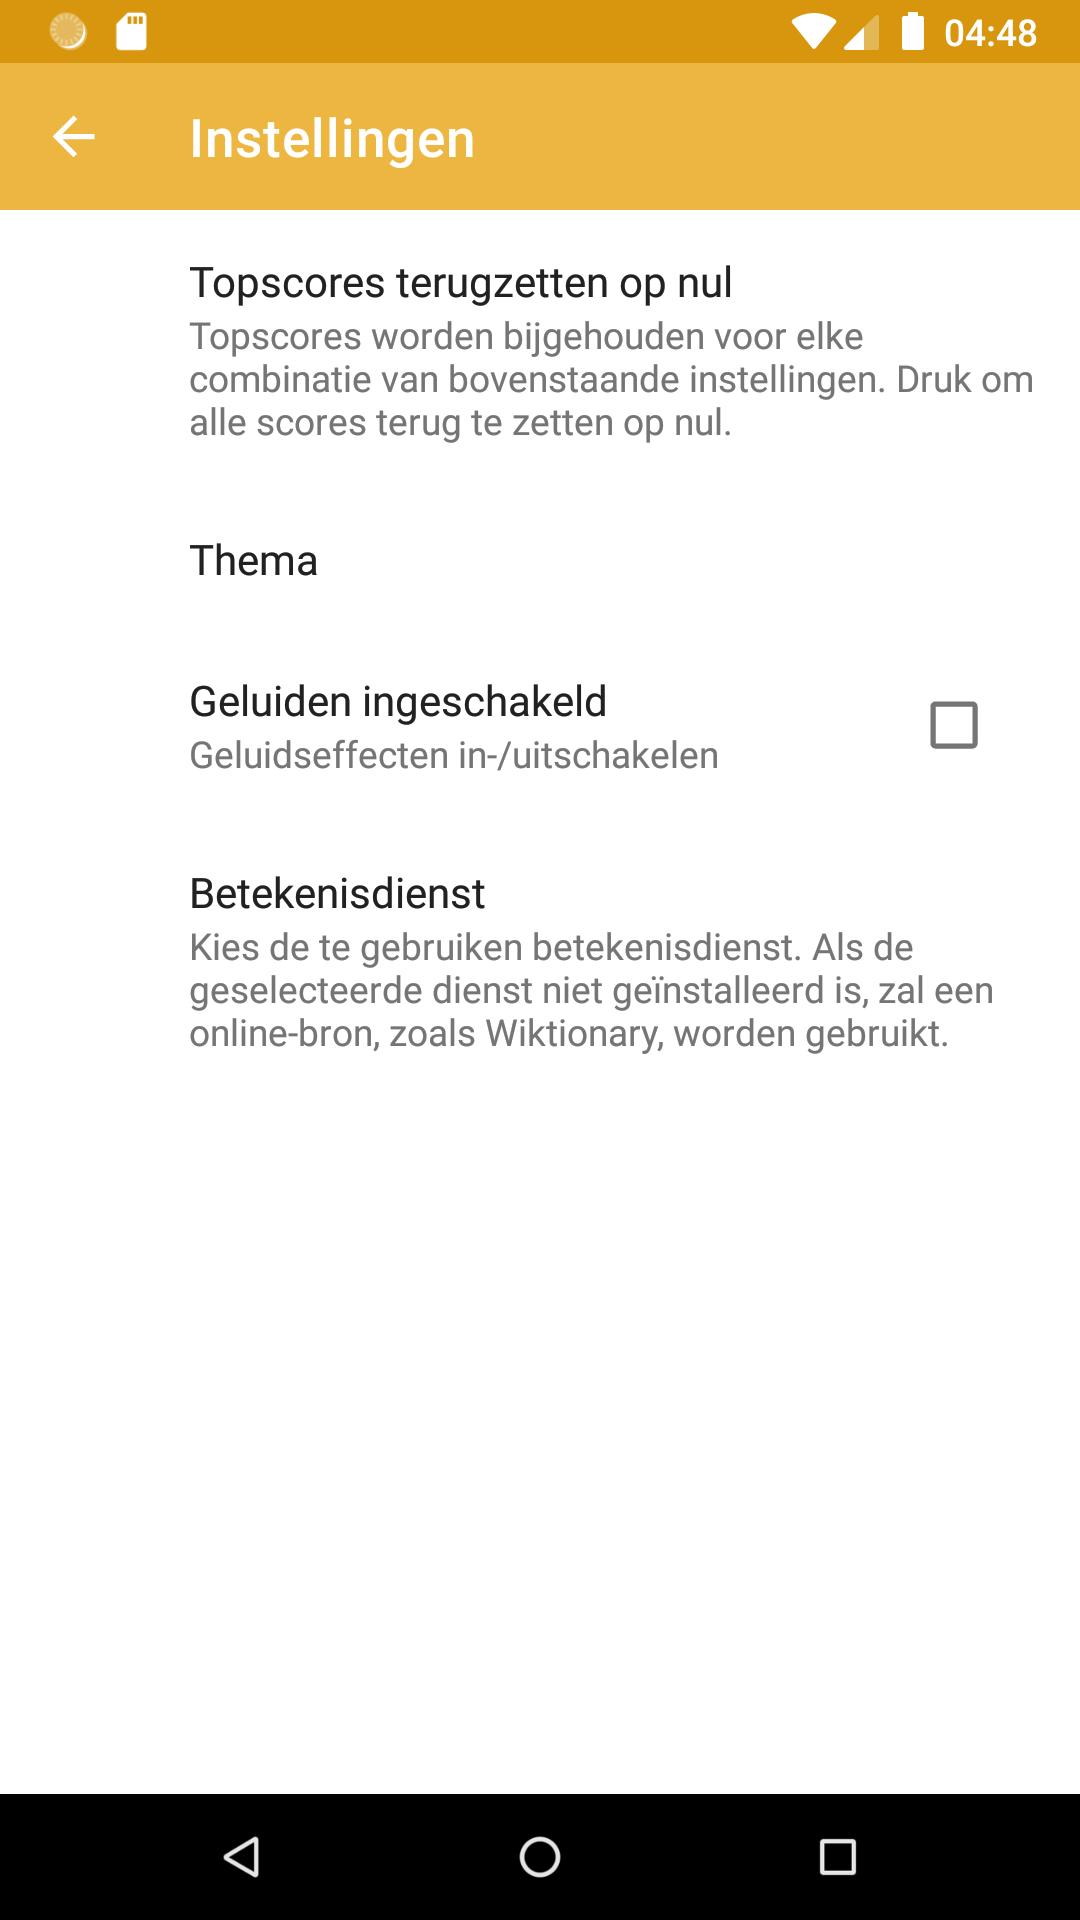 04:48
Instellingen
Topscores terugzetten op nul
Topscores worden bijgehouden voor elke
combinatie van bovenstaande instellingen. Druk om
alle scores terug te zetten op nul.
Thema
Geluiden ingeschakeld
Geluidseffecten in-/uitschakelen
Betekenisdienst
Kies de te gebruiken betekenisdienst. Als de
geselecteerde dienst niet geïnstalleerd is, zal een
online-bron, zoals Wiktionary, worden gebruikt.